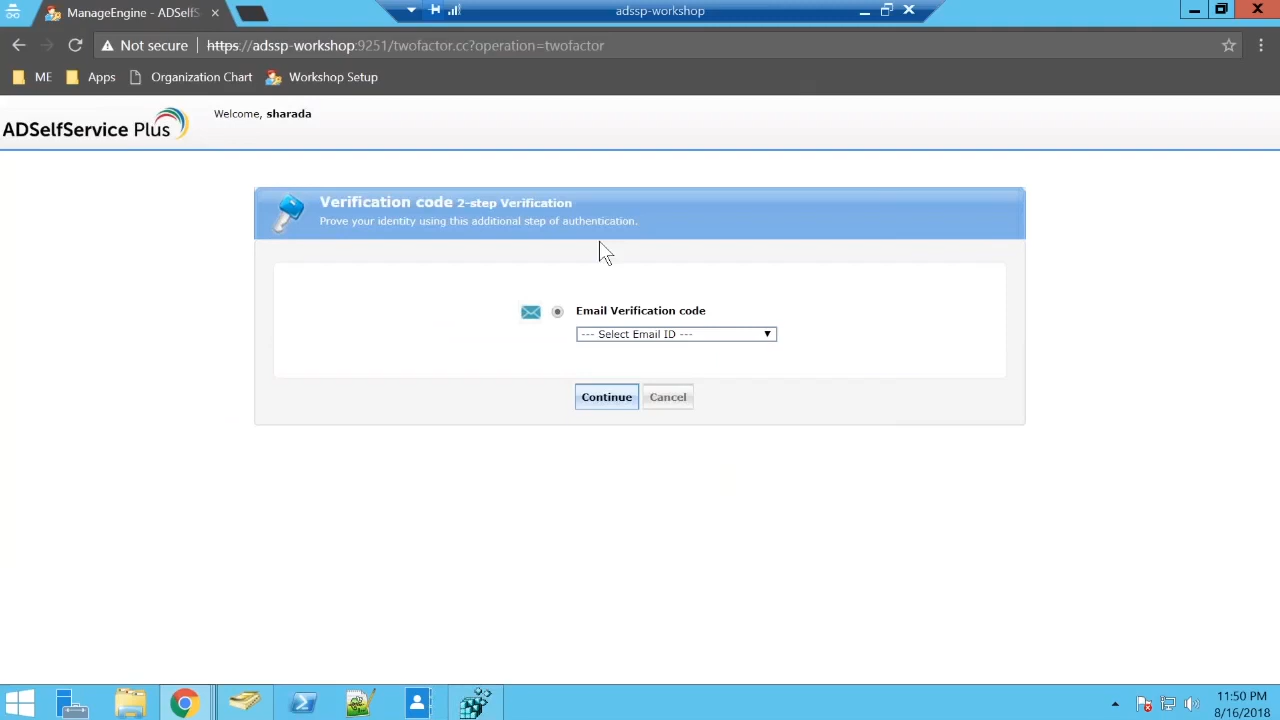 ManageEngine - ADSelfS
adssp-workshop
Not secure
https://adssp-workshop:9251/twofactor.cc?operation=twofactor
ME
Apps
Organization Chart
Workshop Setup
ADSelfService Plus
Welcome, sharada
Verification code 2-step Verification
Prove your identity using this additional step of authentication.
Email Verification code
--- Select Email ID ---
Continue
Cancel
11:50 PM
8/16/2018